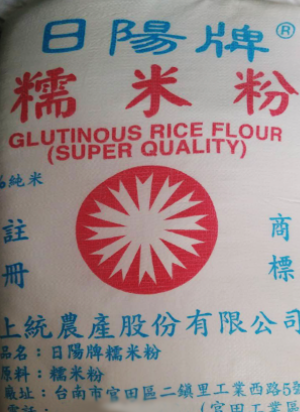 日陽牌®
糯米粉
GLUTINOUS RICE FLOUR
(SUPER QUALITY)
%純米
註冊
商標
上統農產股份有限公司
品名：日陽牌糯米粉
原料：糯米粉
廠址：台南市官田區二鎮里工業西路5號
(官田工業區